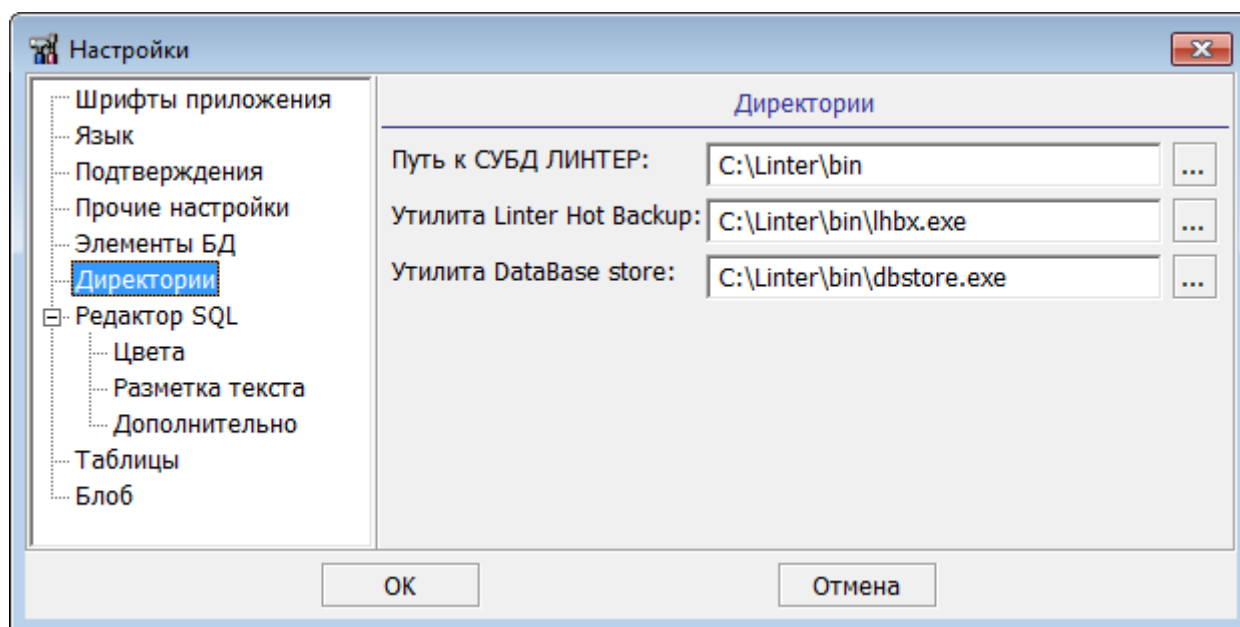 Настройки
Шрифты приложения
Язык
Подтверждения
Прочие настройки
Элементы БД
Директории
Редактор SQL
Цвета
Разметка текста
Дополнительно
Таблицы
Блоб
Директории
Путь к СУБД ЛИНТЕР: C:\Linter\bin ...
Утилита Linter Hot Backup: C:\Linter\bin\lhbx.exe ...
Утилита DataBase store: C:\Linter\bin\dbstore.exe ...
OK Отмена